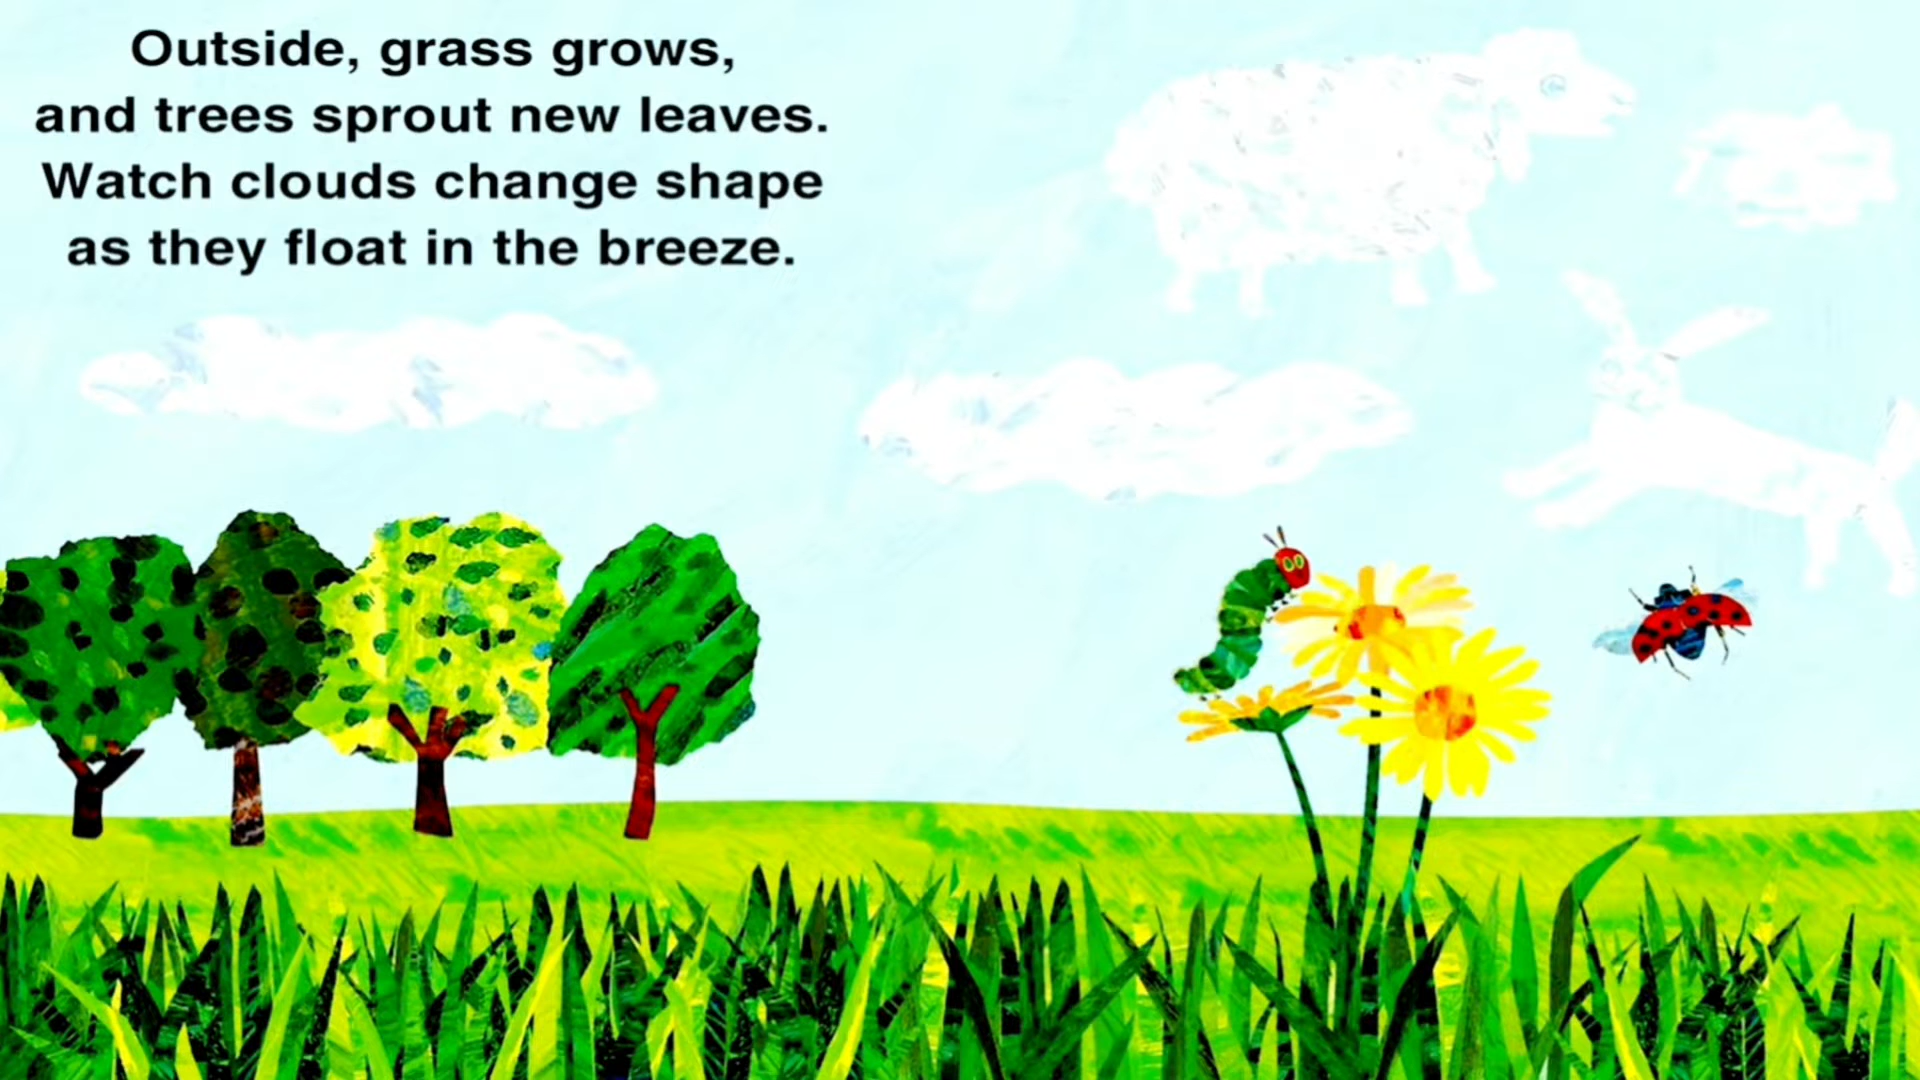 Outside, grass grows,
and trees sprout new leaves.
Watch clouds change shape
as they float in the breeze.